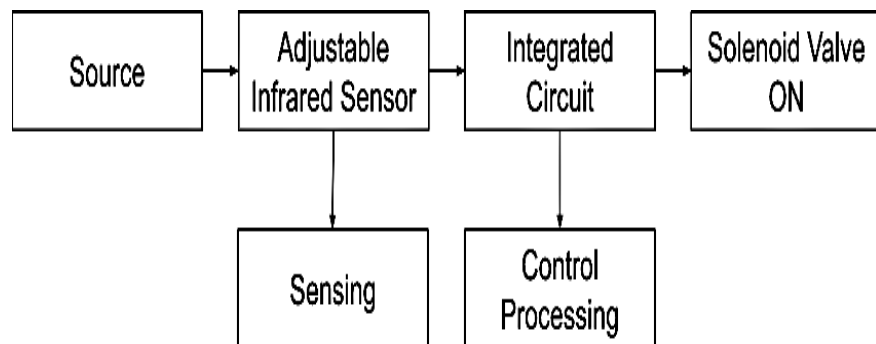 Source
Adjustable
Infrared Sensor
Integrated
Circuit
Solenoid Valve
ON
Sensing
Control
Processing